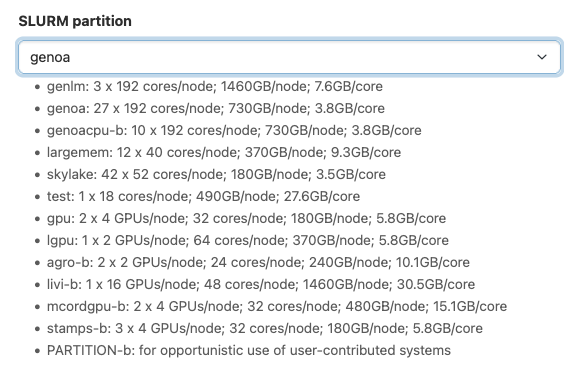 SLURM partition
genoa
genlm: 3 x 192 cores/node; 1460GB/node; 7.6GB/core
genoa: 27 x 192 cores/node; 730GB/node; 3.8GB/core
genoacpu-b: 10 x 192 cores/node; 730GB/node; 3.8GB/core
largemem: 12 x 40 cores/node; 370GB/node; 9.3GB/core
skylake: 42 x 52 cores/node; 180GB/node; 3.5GB/core
test: 1 x 18 cores/node; 490GB/node; 27.6GB/core
gpu: 2 x 4 GPUs/node; 32 cores/node; 180GB/node; 5.8GB/core
lgpu: 1 x 2 GPUs/node; 64 cores/node; 370GB/node; 5.8GB/core
agro-b: 2 x 2 GPUs/node; 24 cores/node; 240GB/node; 10.1GB/core
livi-b: 1 x 16 GPUs/node; 48 cores/node; 1460GB/node; 30.5GB/core
mcordgpu-b: 2 x 4 GPUs/node; 32 cores/node; 480GB/node; 15.1GB/core
stamps-b: 3 x 4 GPUs/node; 32 cores/node; 180GB/node; 5.8GB/core
PARTITION-b: for opportunistic use of user-contributed systems